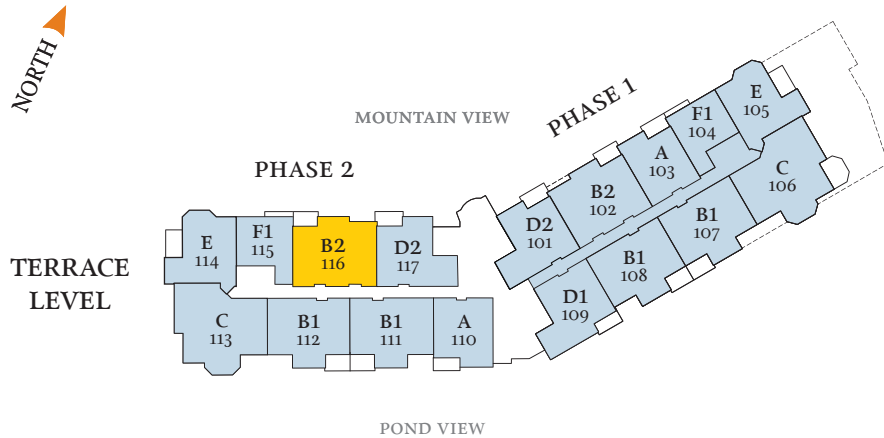 NORTH
MOUNTAIN VIEW
PHASE 1
PHASE 2
TERRACE
LEVEL
E
114
F1
115
B2
116
D2
117
C
113
B1
112
B1
111
A
110
D2
101
B2
102
A
103
F1
104
E
105
C
106
B1
107
B1
108
D1
109
POND VIEW